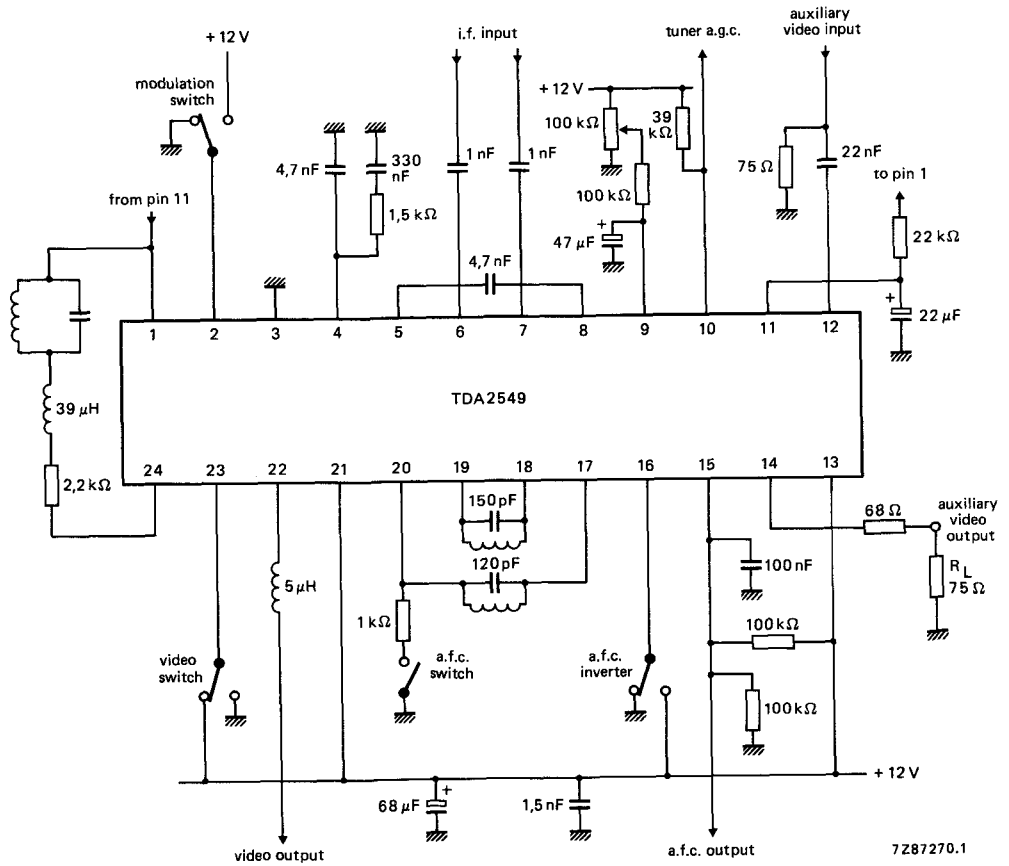 auxiliary
video input
tuner a.g.c.
i.f. input
+ 12 V
modulation
switch
+ 12 V
100 kΩ
39
kΩ
4,7 nF
330
nF
1 nF
1 nF
75 Ω
22 nF
to pin 1
from pin 11
1,5 kΩ
100 kΩ
+
47 μF
22 kΩ
4,7 nF
+
22 μF
1
2
3
4
5
6
7
8
9
10
11
12
TDA2549
39 μH
2,2 kΩ
24
23
22
21
20
19
18
17
16
15
14
13
150 pF
68 Ω
auxiliary
video
output
120 pF
5 μH
100 nF
RL
75 Ω
1 kΩ
100 kΩ
video
switch
a.f.c.
switch
a.f.c.
inverter
100 kΩ
+ 12 V
68 μF
+
1,5 nF
video output
a.f.c. output
7Z87270.1